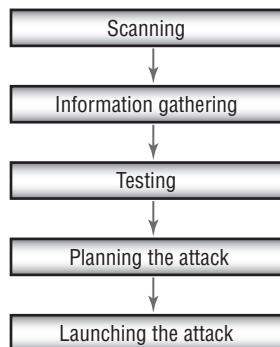 Scanning
Information gathering
Testing
Planning the attack
Launching the attack